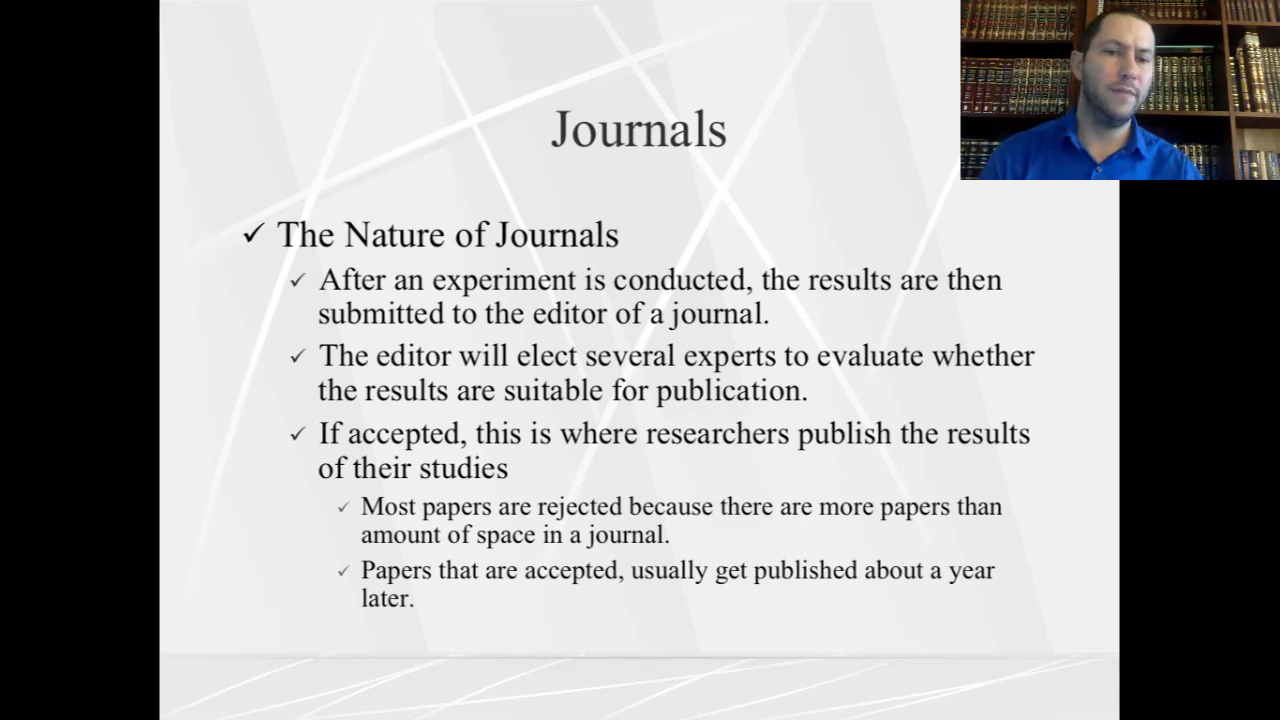 Journals
✓ The Nature of Journals
✓ After an experiment is conducted, the results are then
submitted to the editor of a journal.
✓ The editor will elect several experts to evaluate whether
the results are suitable for publication.
✓ If accepted, this is where researchers publish the results
of their studies
✓ Most papers are rejected because there are more papers than
amount of space in a journal.
✓ Papers that are accepted, usually get published about a year
later.